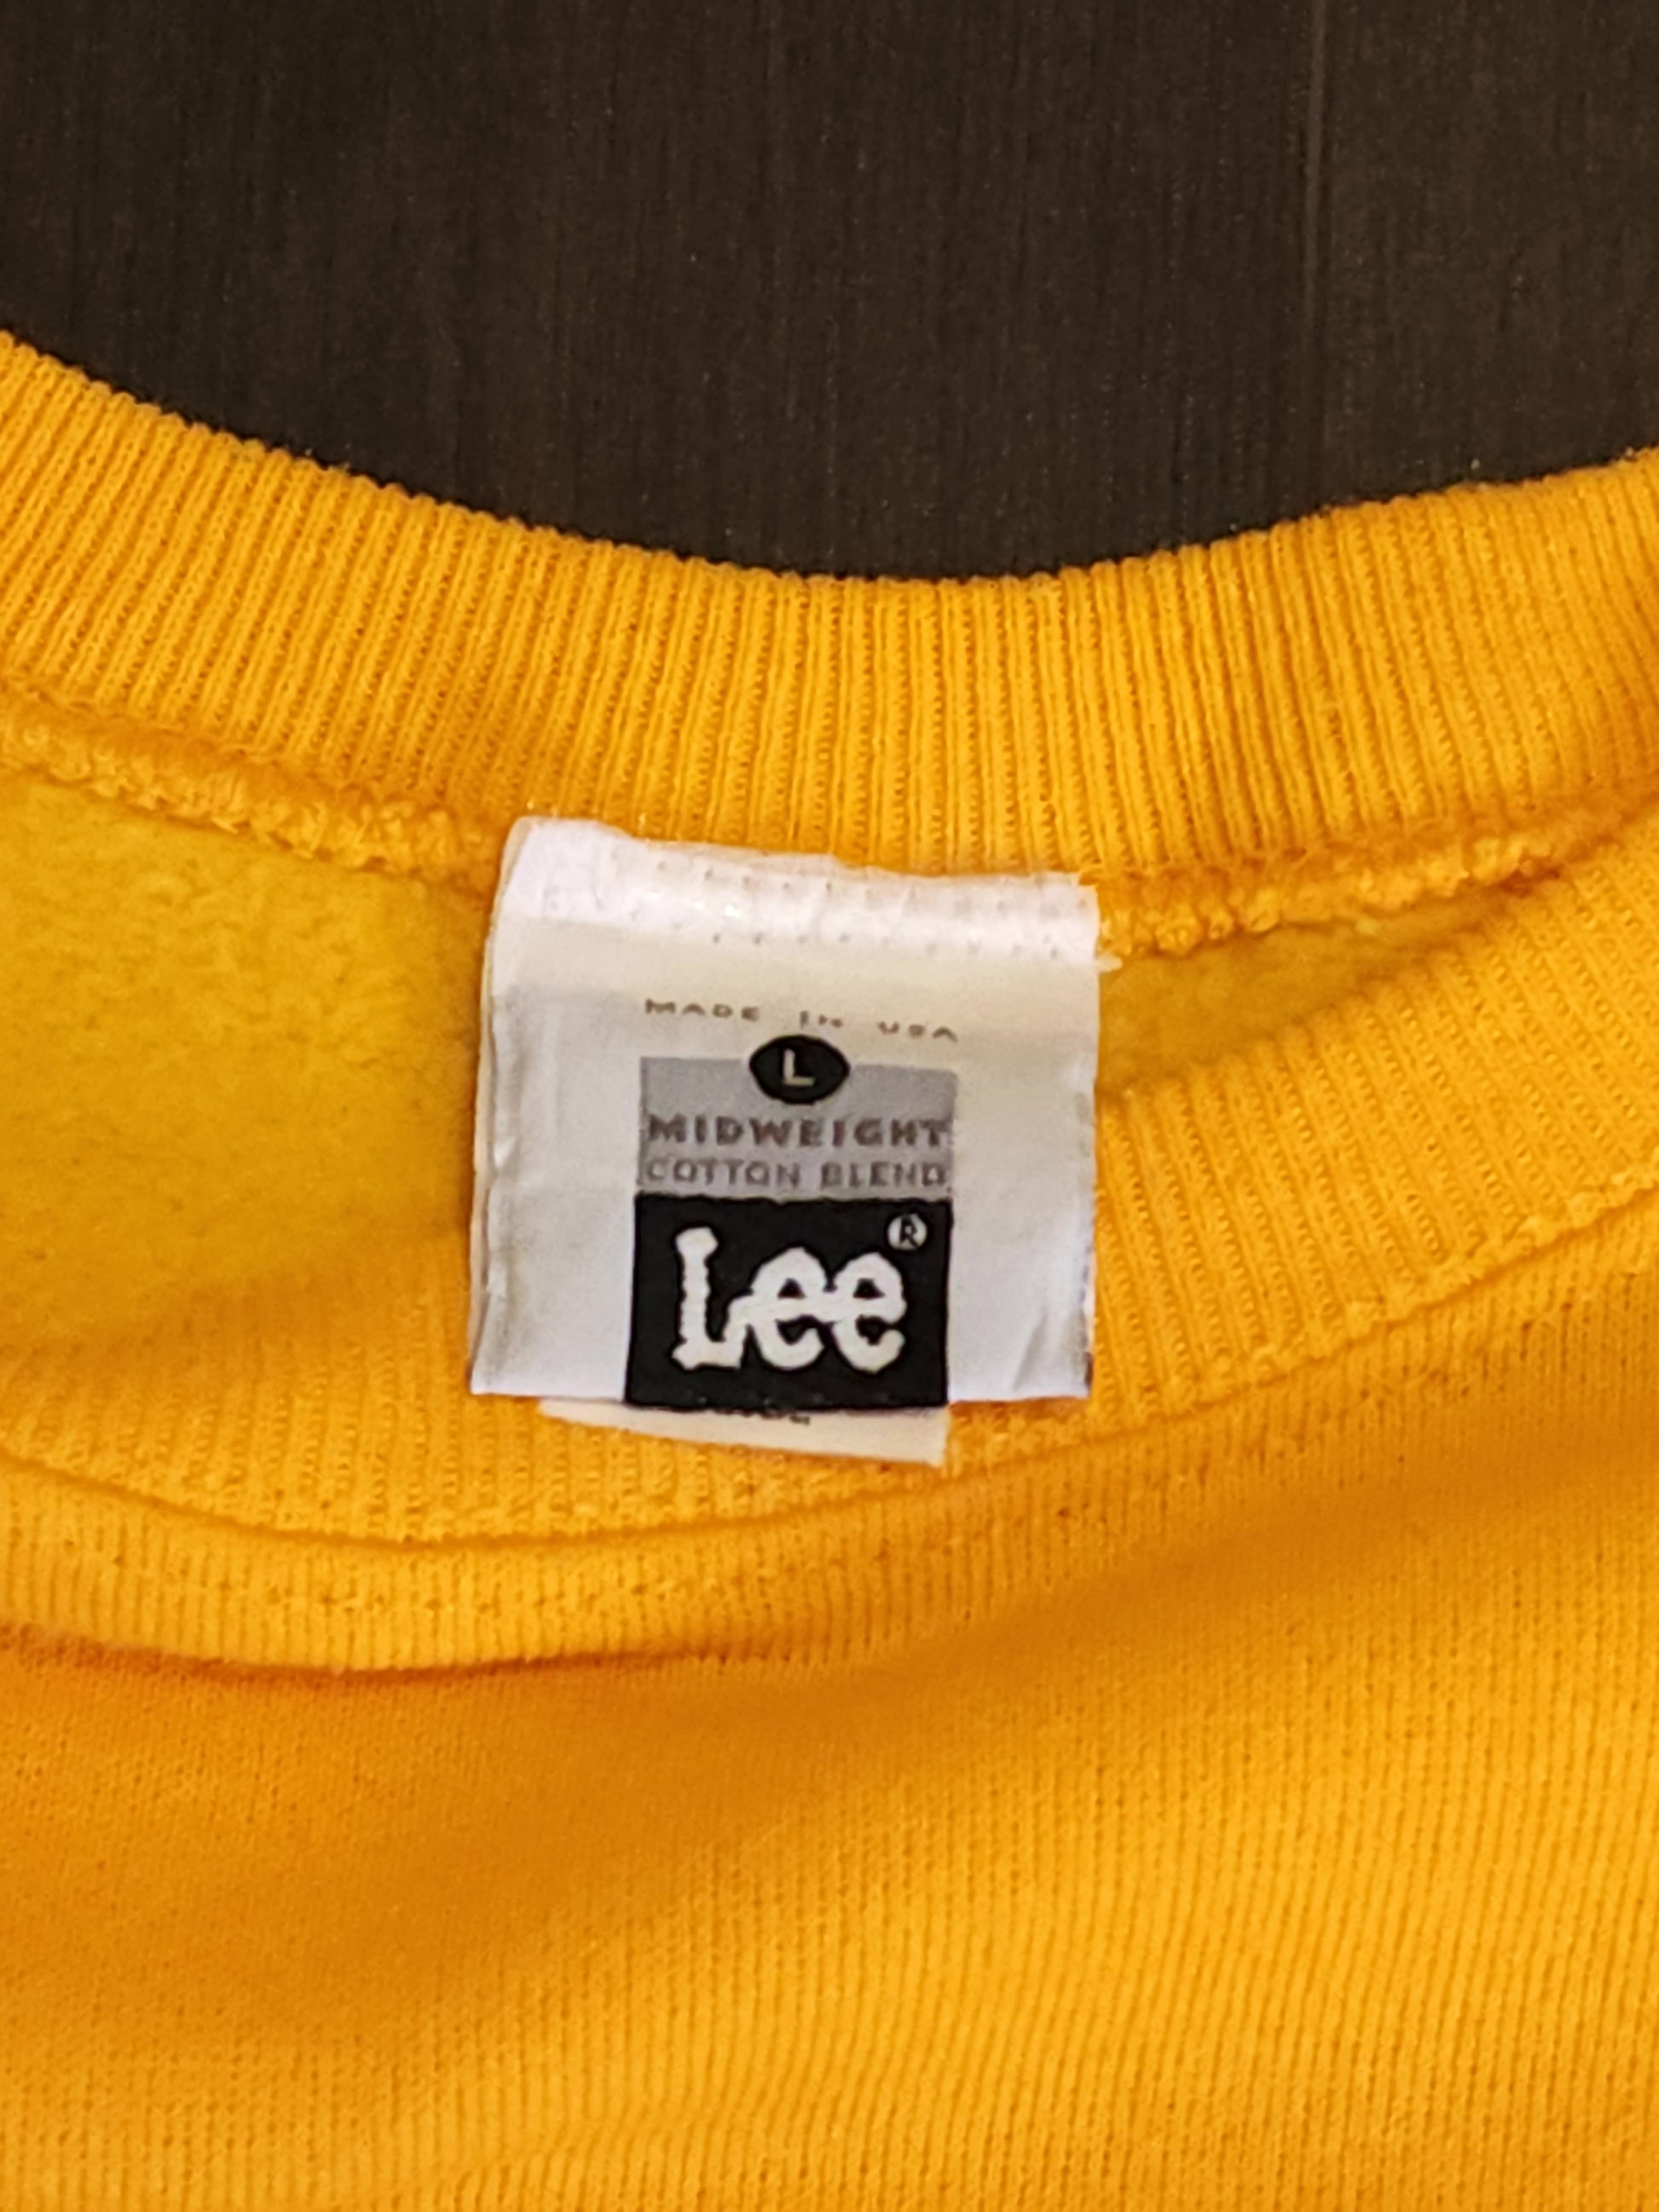 MADE IN USA
L
MIDWEIGHT
COTTON BLEND
Lee®